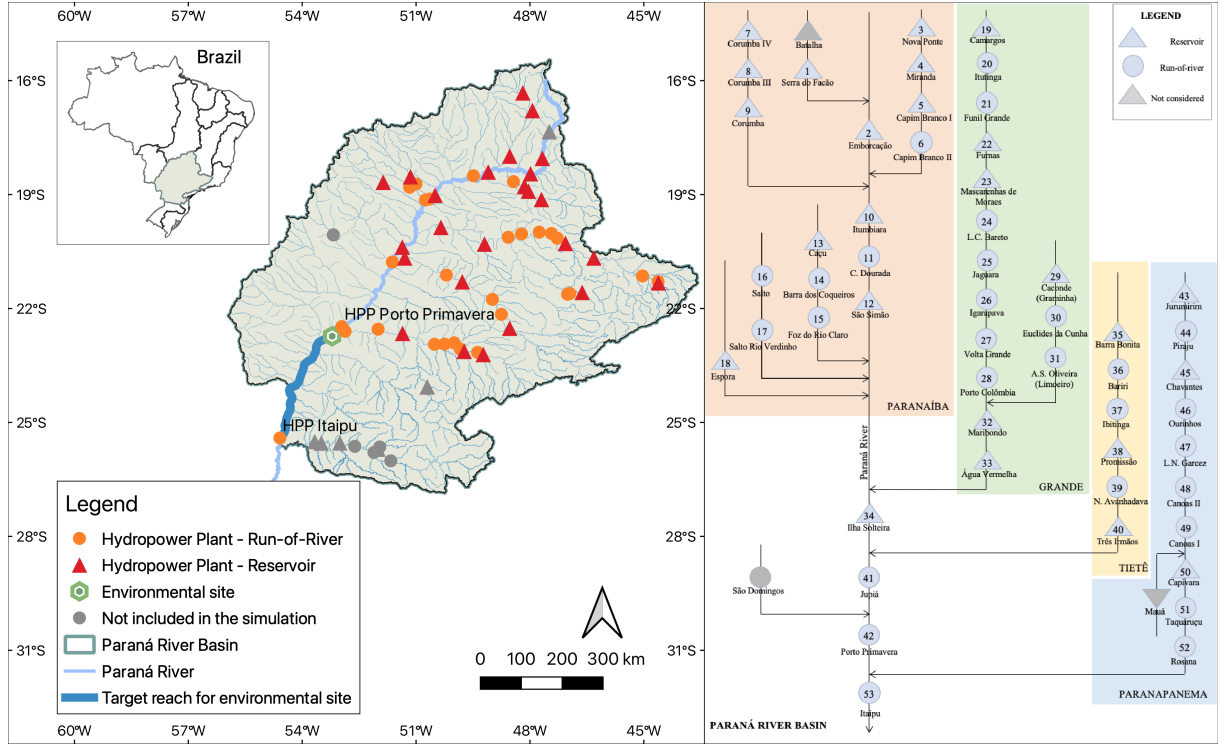 60°W
57°W
54°W
51°W
48°W
45°W
Brazil
16°S
19°S
22°S
25°S
28°S
31°S
HPP Porto Primavera
HPP Itaipu
Legend
Hydropower Plant - Run-of-River
Hydropower Plant - Reservoir
Environmental site
Not included in the simulation
Paraná River Basin
Paraná River
Target reach for environmental site
0 100 200 300 km
60°W
57°W
54°W
51°W
48°W
45°W
7
Corumba IV
8
Corumba III
9
Corumba
Batalha
1
Serra do Facão
3
Nova Ponte
4
Miranda
5
Capim Branco I
6
Capim Branco II
2
Emborcação
10
Itumbiara
11
C. Dourada
12
São Simão
13
Caçu
14
Barra dos Coqueiros
15
Foz do Rio Claro
16
Salto
17
Salto Rio Verdinho
18
Espora
PARANAÍBA
Paraná River
19
Camargos
20
Itutinga
21
Funil Grande
22
Furnas
23
Mascarenhas de
Moraes
24
L.C. Bareto
25
Jaguara
26
Igarapava
27
Volta Grande
28
Porto Colômbia
29
Caconde
(Graminha)
30
Euclides da Cunha
31
A.S. Oliveira
(Limoeiro)
32
Maribondo
33
Água Vermelha
GRANDE
34
Ilha Solteira
35
Barra Bonita
36
Bariri
37
Ibitinga
38
Promissão
39
N. Avanhadava
40
Três Irmãos
TIETÊ
41
Jupiá
São Domingos
42
Porto Primavera
43
Jurumirim
44
Piraju
45
Chavantes
46
Ourinhos
47
L.N. Garcez
48
Canoas II
49
Canoas I
50
Capivara
Mauá
51
Taquaruçu
52
Rosana
PARANAPANEMA
53
Itaipu
PARANÁ RIVER BASIN
LEGEND
Reservoir
Run-of-river
Not considered